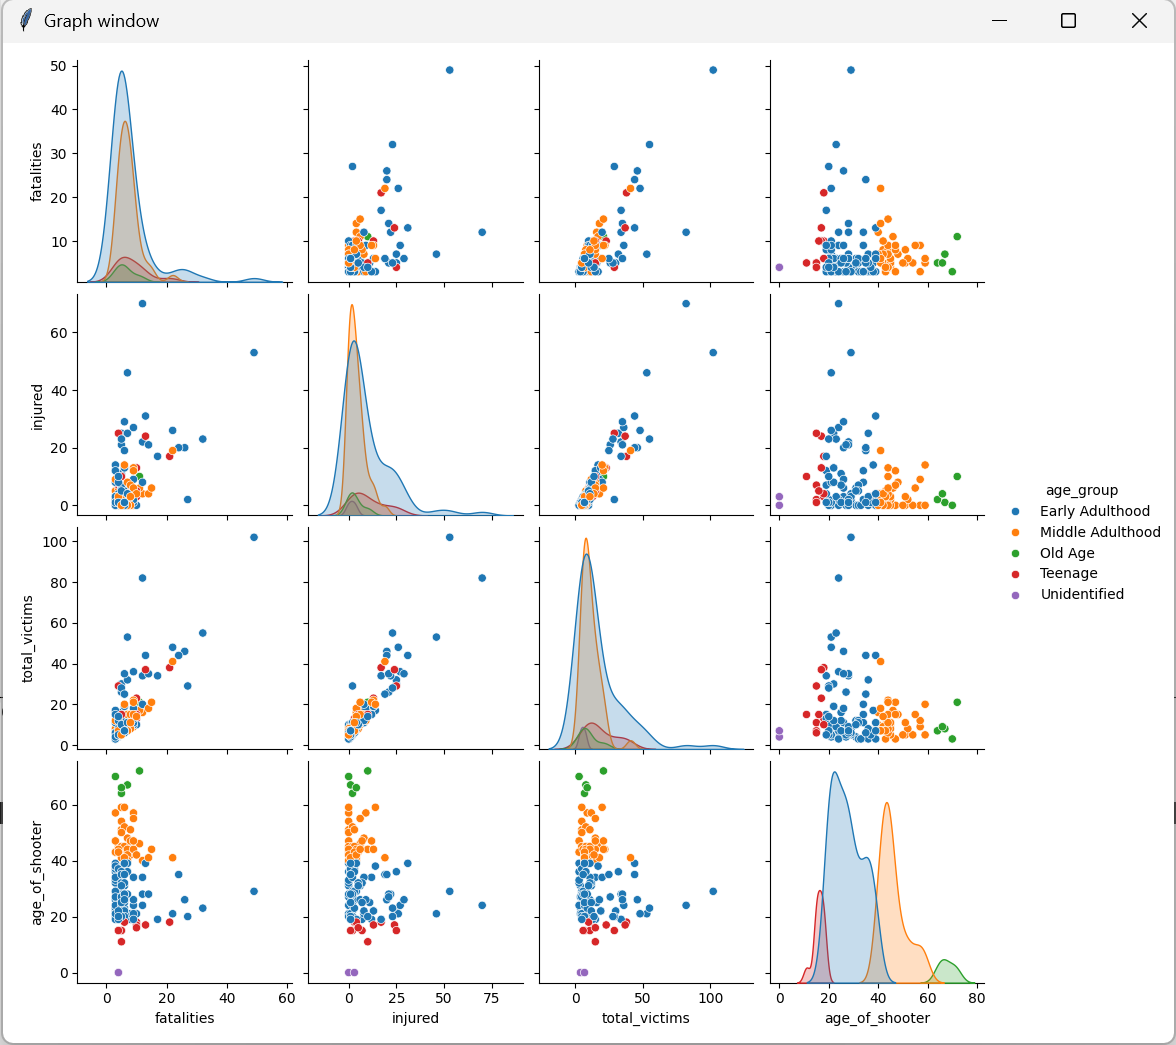 Graph window
50
40
30
20
10
fatalities
60
40
20
0
injured
age_group
Early Adulthood
Middle Adulthood
Old Age
Teenage
Unidentified
100
80
60
40
20
0
total_victims
60
40
20
0
age_of_shooter
0 20 40 60
fatalities
0 25 50 75
injured
0 50 100
total_victims
0 20 40 60 80
age_of_shooter